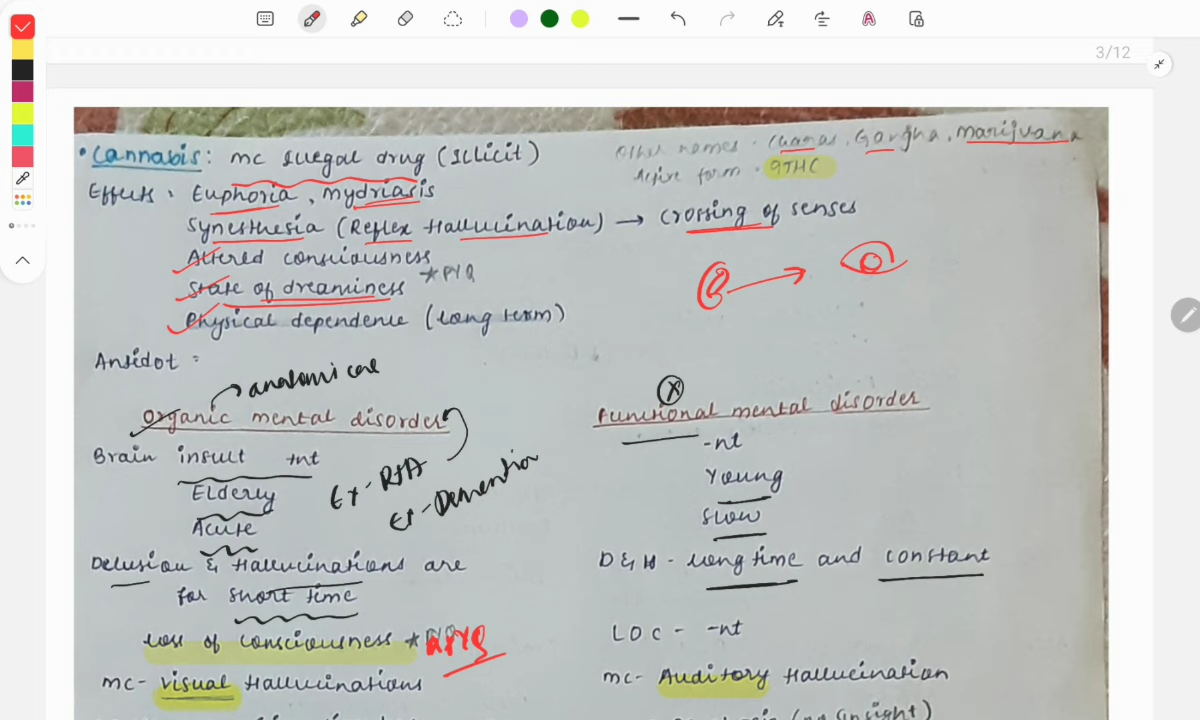 3/12
• Cannabis: mc Illegal drug (Illicit)
Other names - Charas, Gangha, Marijuana
Active form - 9THC
Effects: Euphoria, Mydriasis
Synesthesia (Reflex Hallucination) → crossing of senses
Altered consciousness
State of dreaminess *PYQ
Physical dependence (long term)
Antidot :
→ anatomi
Organic mental disorder
Functional mental disorder
Brain insult +nt
-nt
Elderly
Young
Ex- RTA
Ex- Dementia
Acute
Slow
Delusion & Hallucinations are
for short time
D & H - long time and constant
Loss of consciousness * PYQ
LOC - -nt
mc- visual Hallucinations
mc- Auditory Hallucination